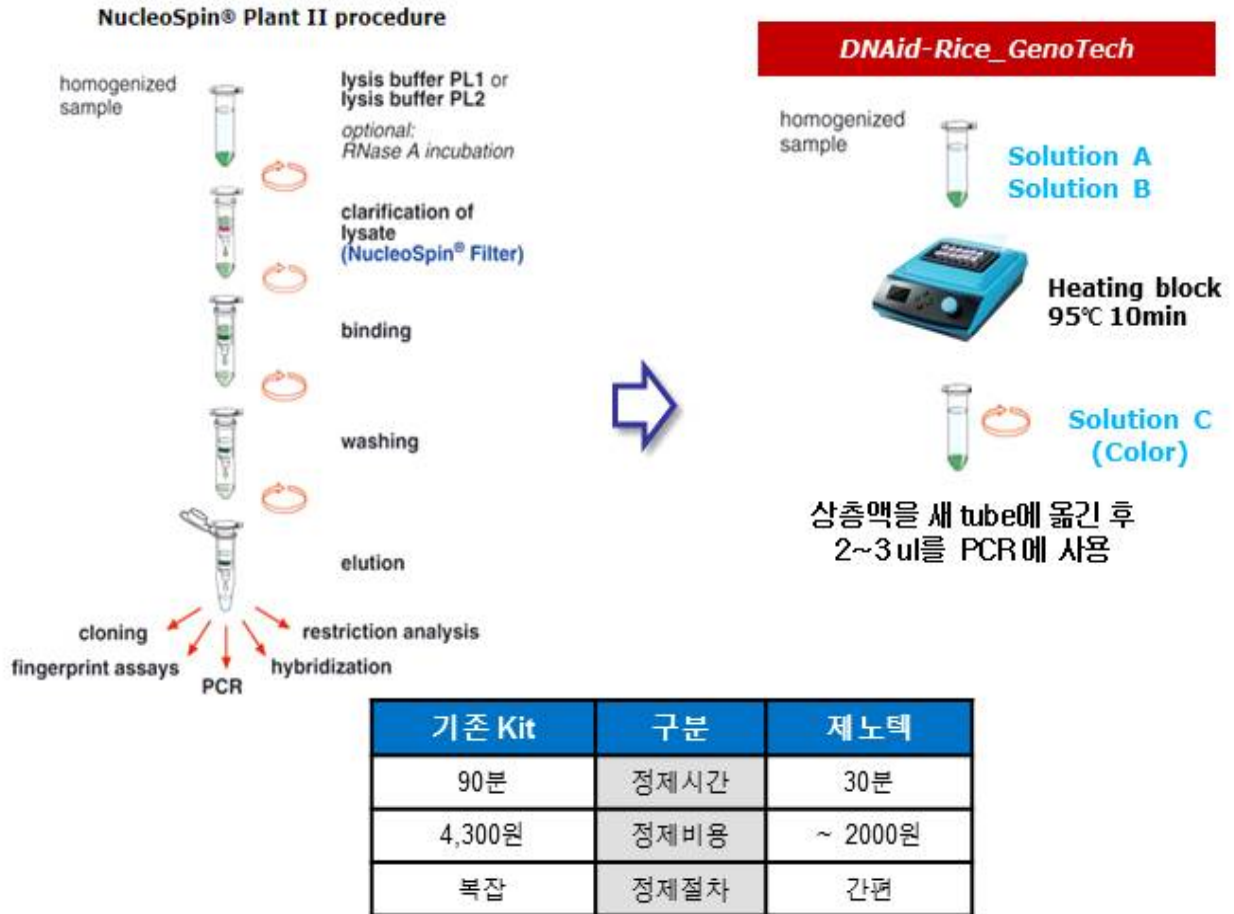 NucleoSpin® Plant II procedure
homogenized
sample
lysis buffer PL1 or
lysis buffer PL2
optional:
RNase A incubation
clarification of
lysate
(NucleoSpin® Filter)
binding
washing
elution
cloning
restriction analysis
fingerprint assays
hybridization
PCR
DNAid-Rice_GenoTech
homogenized
sample
Solution A
Solution B
Heating block
95℃ 10min
Solution C
(Color)
상층액을 새 tube에 옮긴 후
2~3 ul를 PCR에 사용
기존 Kit 구분 제노텍
90분 정제시간 30분
4,300원 정제비용 ~ 2000원
복잡 정제절차 간편